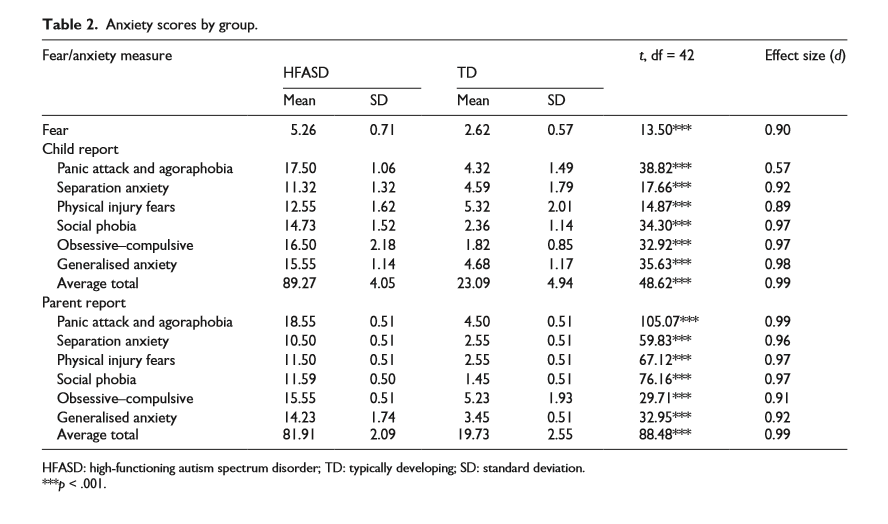 Table 2. Anxiety scores by group.
Fear/anxiety measure t, df = 42 Effect size (d)
HFASD TD
Mean SD Mean SD
Fear 5.26 0.71 2.62 0.57 13.50*** 0.90
Child report
Panic attack and agoraphobia 17.50 1.06 4.32 1.49 38.82*** 0.57
Separation anxiety 11.32 1.32 4.59 1.79 17.66*** 0.92
Physical injury fears 12.55 1.62 5.32 2.01 14.87*** 0.89
Social phobia 14.73 1.52 2.36 1.14 34.30*** 0.97
Obsessive–compulsive 16.50 2.18 1.82 0.85 32.92*** 0.97
Generalised anxiety 15.55 1.14 4.68 1.17 35.63*** 0.98
Average total 89.27 4.05 23.09 4.94 48.62*** 0.99
Parent report
Panic attack and agoraphobia 18.55 0.51 4.50 0.51 105.07*** 0.99
Separation anxiety 10.50 0.51 2.55 0.51 59.83*** 0.96
Physical injury fears 11.50 0.51 2.55 0.51 67.12*** 0.97
Social phobia 11.59 0.50 1.45 0.51 76.16*** 0.97
Obsessive–compulsive 15.55 0.51 5.23 1.93 29.71*** 0.91
Generalised anxiety 14.23 1.74 3.45 0.51 32.95*** 0.92
Average total 81.91 2.09 19.73 2.55 88.48*** 0.99
HFASD: high-functioning autism spectrum disorder; TD: typically developing; SD: standard deviation.
***p < .001.